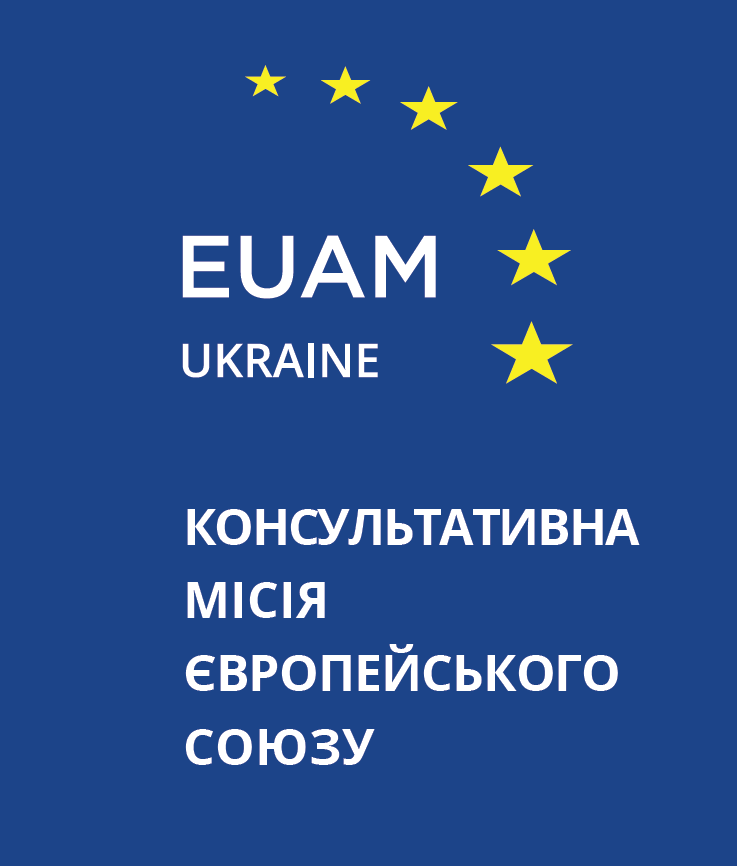 EUAM
UKRAINE
КОНСУЛЬТАТИВНА
МІСІЯ
ЄВРОПЕЙСЬКОГО
СОЮЗУ